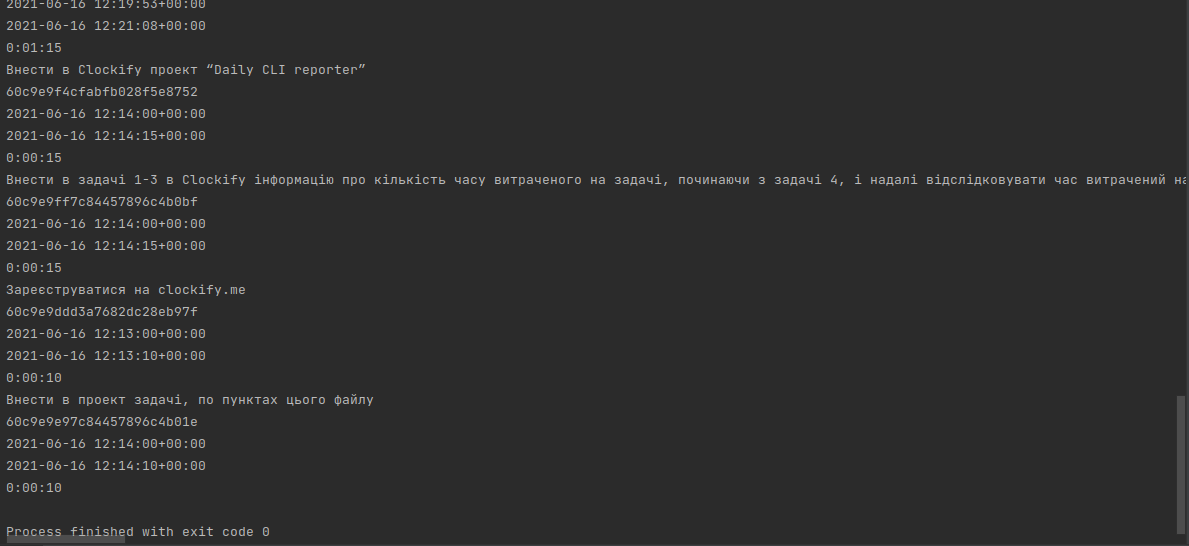 2021-06-16 12:19:53+00:00
2021-06-16 12:21:08+00:00
0:01:15
Внести в Clockify проект “Daily CLI reporter”
60c9e9f4cfabfb028f5e8752
2021-06-16 12:14:00+00:00
2021-06-16 12:14:15+00:00
0:00:15
Внести в задачі 1-3 в Clockify інформацію про кількість часу витраченого на задачі, починаючи з задачі 4, і надалі відслідковувати час витрачений на
60c9e9ff7c84457896c4b0bf
2021-06-16 12:14:00+00:00
2021-06-16 12:14:15+00:00
0:00:15
Зареєструватися на clockify.me
60c9e9ddd3a7682dc28eb97f
2021-06-16 12:13:00+00:00
2021-06-16 12:13:10+00:00
0:00:10
Внести в проект задачі, по пунктах цього файлу
60c9e9e97c84457896c4b01e
2021-06-16 12:14:00+00:00
2021-06-16 12:14:10+00:00
0:00:10
Process finished with exit code 0